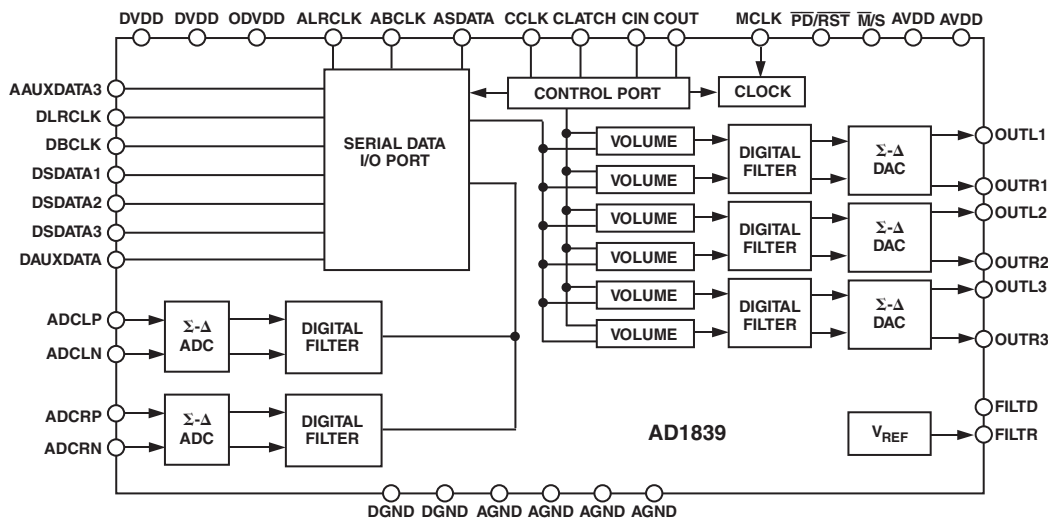 DVDD DVDD ODVDD ALRCLK ABCLK ASDATA CCLK CLATCH CIN COUT MCLK PD/RST M/S AVDD AVDD
AAUXDATA3
DLRCLK
DBCLK
DSDATA1
DSDATA2
DSDATA3
DAUXDATA
ADCLP
ADCLN
ADCRP
ADCRN
SERIAL DATA
I/O PORT
CONTROL PORT
CLOCK
VOLUME
VOLUME
VOLUME
VOLUME
VOLUME
VOLUME
DIGITAL
FILTER
DIGITAL
FILTER
DIGITAL
FILTER
Σ-Δ
DAC
Σ-Δ
DAC
Σ-Δ
DAC
OUTL1
OUTR1
OUTL2
OUTR2
OUTL3
OUTR3
Σ-Δ
ADC
DIGITAL
FILTER
Σ-Δ
ADC
DIGITAL
FILTER
AD1839
VREF
FILTD
FILTR
DGND DGND AGND AGND AGND AGND